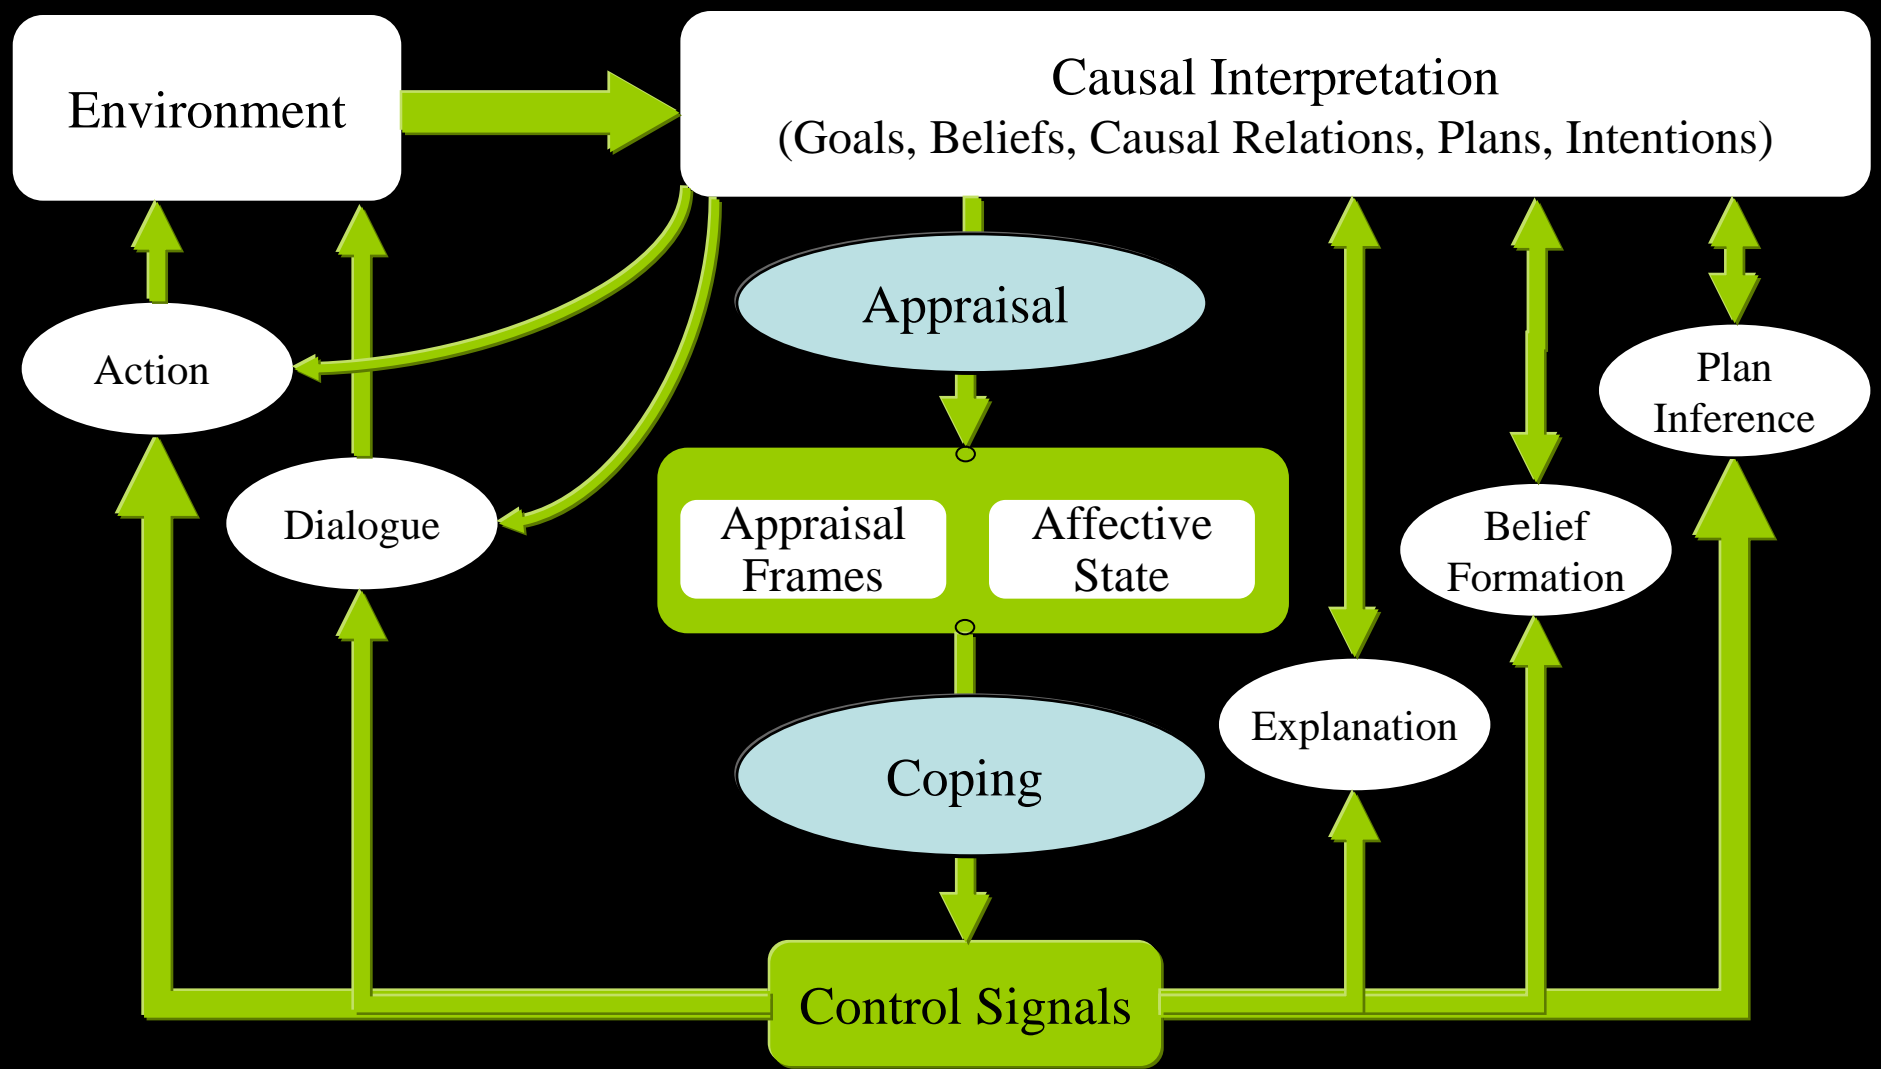 Environment
Causal Interpretation
(Goals, Beliefs, Causal Relations, Plans, Intentions)
Appraisal
Action
Plan
Inference
Dialogue
Appraisal
Frames
Affective
State
Belief
Formation
Explanation
Coping
Control Signals